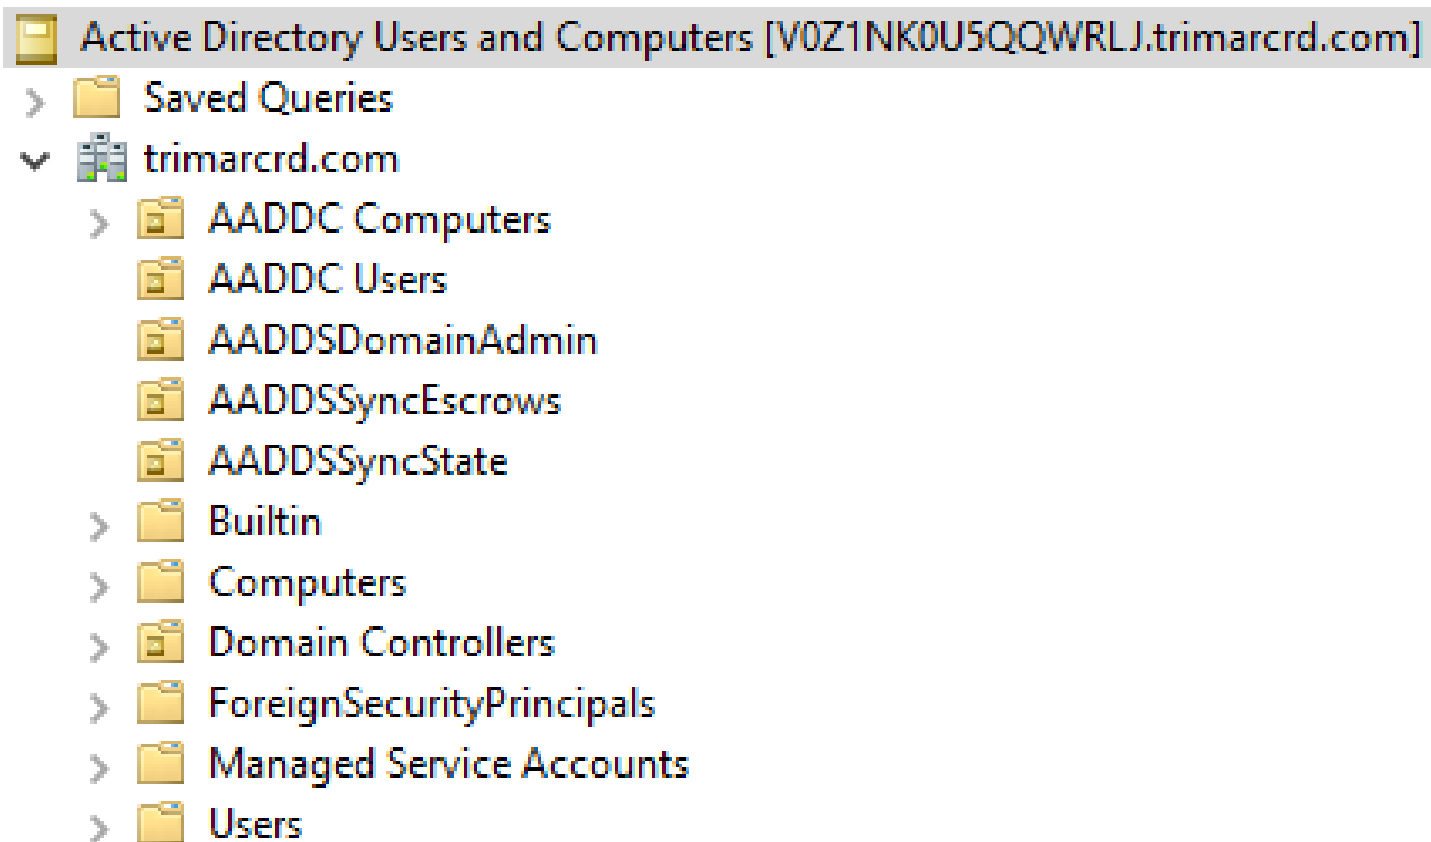 Active Directory Users and Computers [V0Z1NK0U5QQWRLJ.trimarcrd.com]
Saved Queries
trimarcrd.com
AADDC Computers
AADDC Users
AADDSDomainAdmin
AADDSSyncEscrows
AADDSSyncState
Builtin
Computers
Domain Controllers
ForeignSecurityPrincipals
Managed Service Accounts
Users